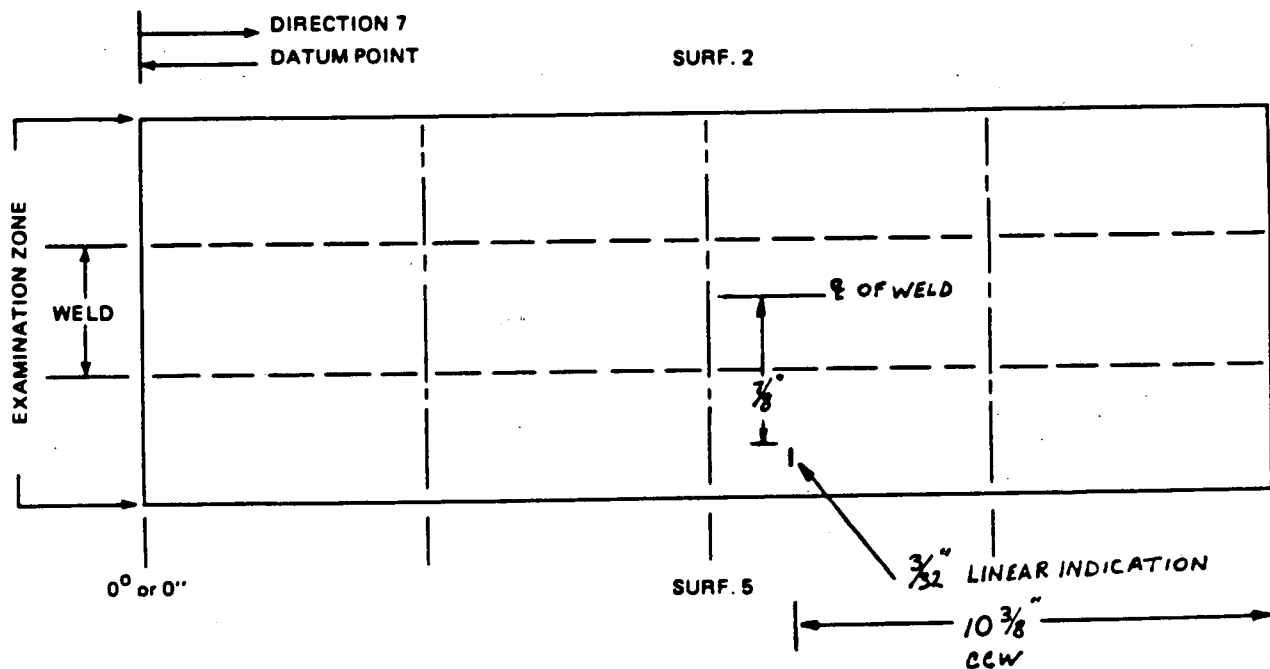 DIRECTION 7
DATUM POINT
SURF. 2
EXAMINATION ZONE
WELD
℄ OF WELD
7/8"
0° or 0"
SURF. 5
3/32" LINEAR INDICATION
10 3/8"
CCW